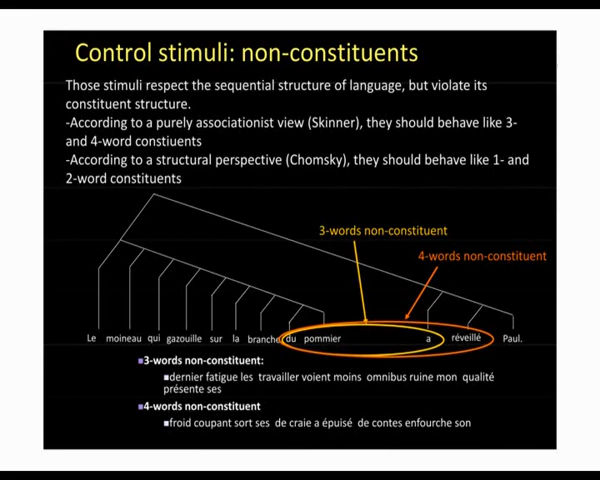 Control stimuli: non-constituents
Those stimuli respect the sequential structure of language, but violate its
constituent structure.
-According to a purely associationist view (Skinner), they should behave like 3-
and 4-word constiuents
-According to a structural perspective (Chomsky), they should behave like 1- and
2-word constituents
3-words non-constituent
4-words non-constituent
Le moineau qui gazouille sur la branche du pommier a réveillé Paul.
3-words non-constituent:
dernier fatigue les travailler voient moins omnibus ruine mon qualité
présente ses
4-words non-constituent
froid coupant sort ses de craie a épuisé de contes enfourche son